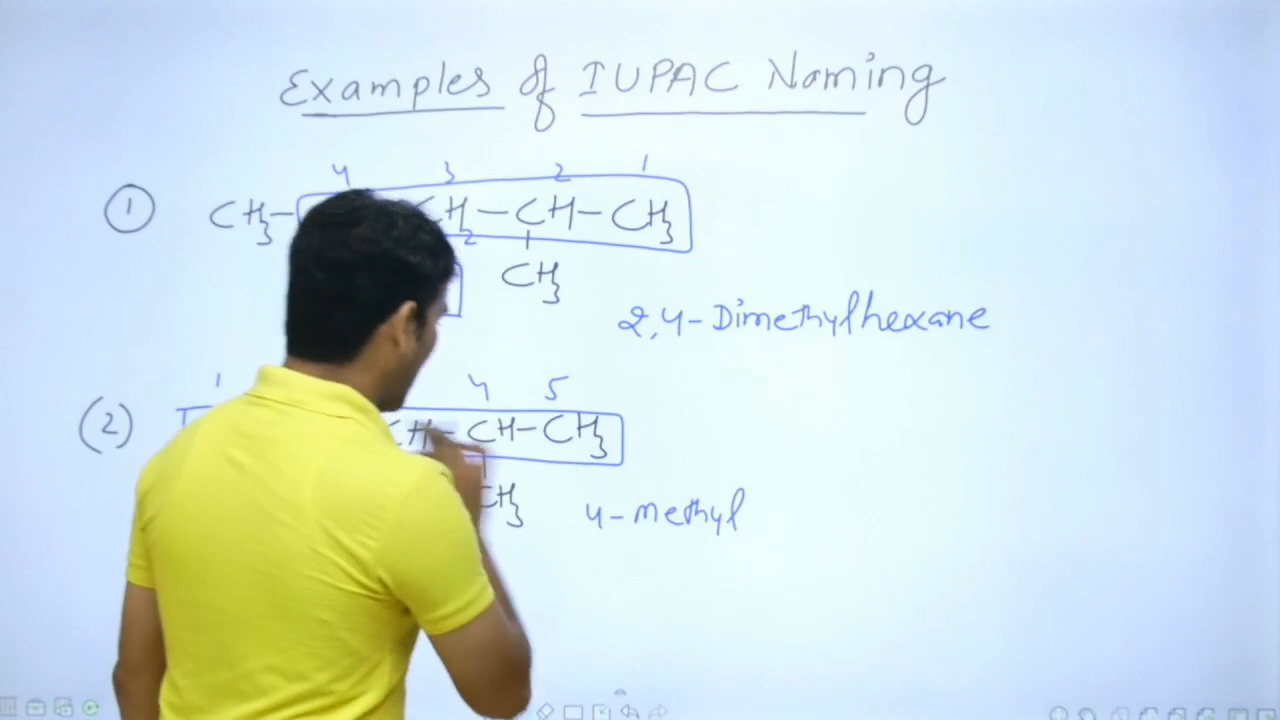 Examples of IUPAC Naming
4 3 2 1
① CH3- CH2-CH-CH3
CH3
2,4-Dimethylhexane
1 4 5
(2) CH-CH-CH3
CH3 4-methyl